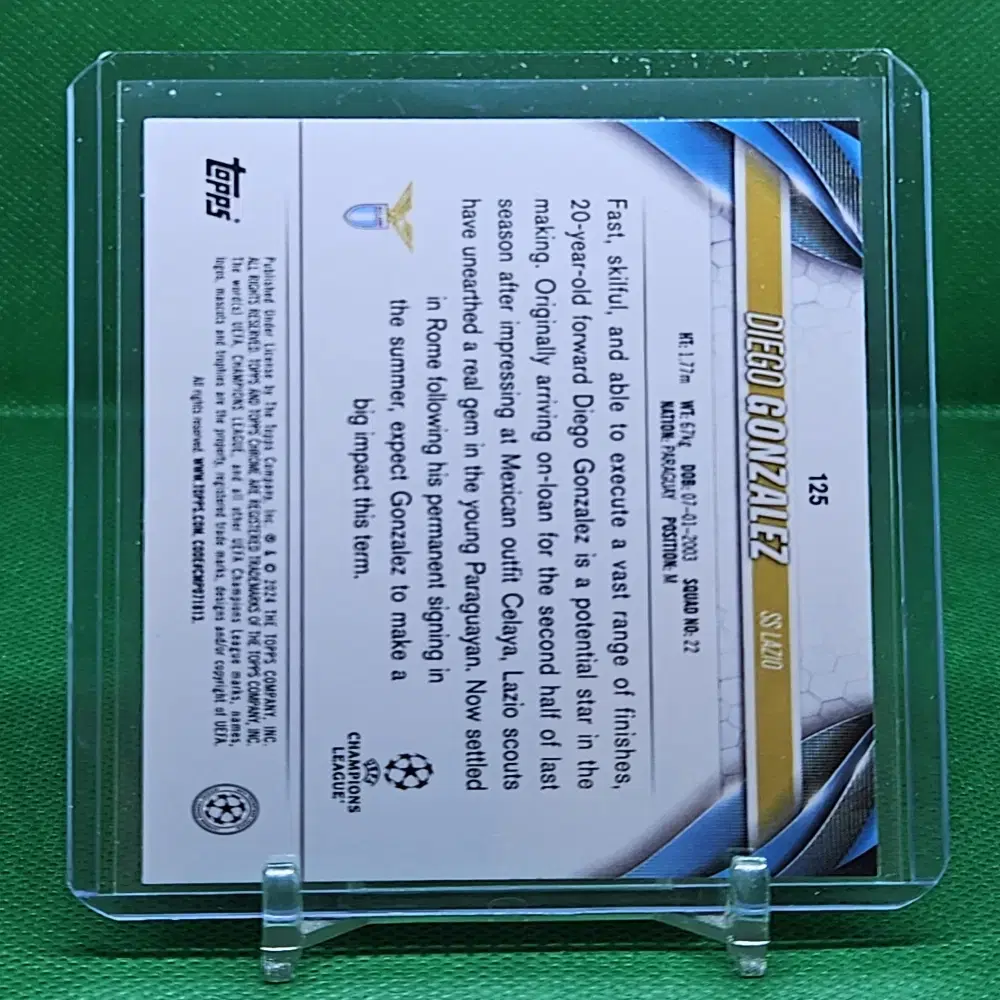 125
DIEGO GONZALEZ SS LAZIO
HT: 1.77m WT: 67kg DOB: 07-01-2003 SQUAD NO: 22
NATION: PARAGUAY POSITION: M
Fast, skilful, and able to execute a vast range of finishes,
20-year-old forward Diego Gonzalez is a potential star in the
making. Originally arriving on-loan for the second half of last
season after impressing at Mexican outfit Celaya, Lazio scouts
have unearthed a real gem in the young Paraguayan. Now settled
in Rome following his permanent signing in
the summer, expect Gonzalez to make a
big impact this term.
UEFA
CHAMPIONS
LEAGUE
topps
Published Under License by The Topps Company, Inc. ® & © 2024 THE TOPPS COMPANY, INC.
ALL RIGHTS RESERVED. TOPPS AND TOPPS CHROME ARE REGISTERED TRADEMARKS OF THE TOPPS COMPANY, INC.
The word(s) UEFA, CHAMPIONS LEAGUE, and all other UEFA Champions League marks, names,
logos, mascots and trophies are the property, registered trade marks, designs and/or copyright of UEFA.
All rights reserved. WWW.TOPPS.COM. CODE#CMP071813.